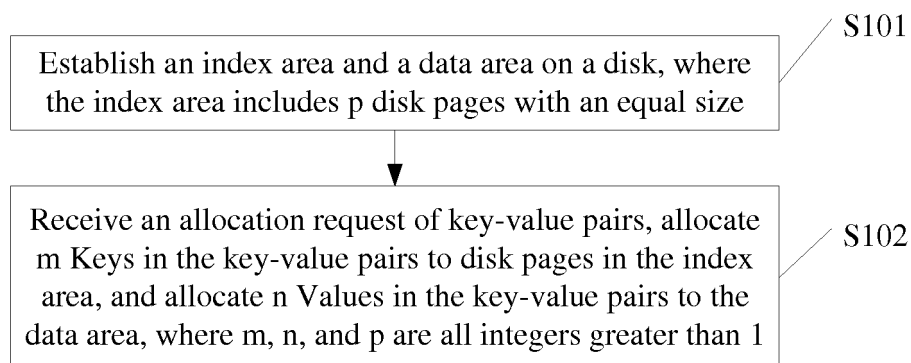 S101
Establish an index area and a data area on a disk, where
the index area includes p disk pages with an equal size
Receive an allocation request of key-value pairs, allocate
m Keys in the key-value pairs to disk pages in the index
area, and allocate n Values in the key-value pairs to the
data area, where m, n, and p are all integers greater than 1
S102